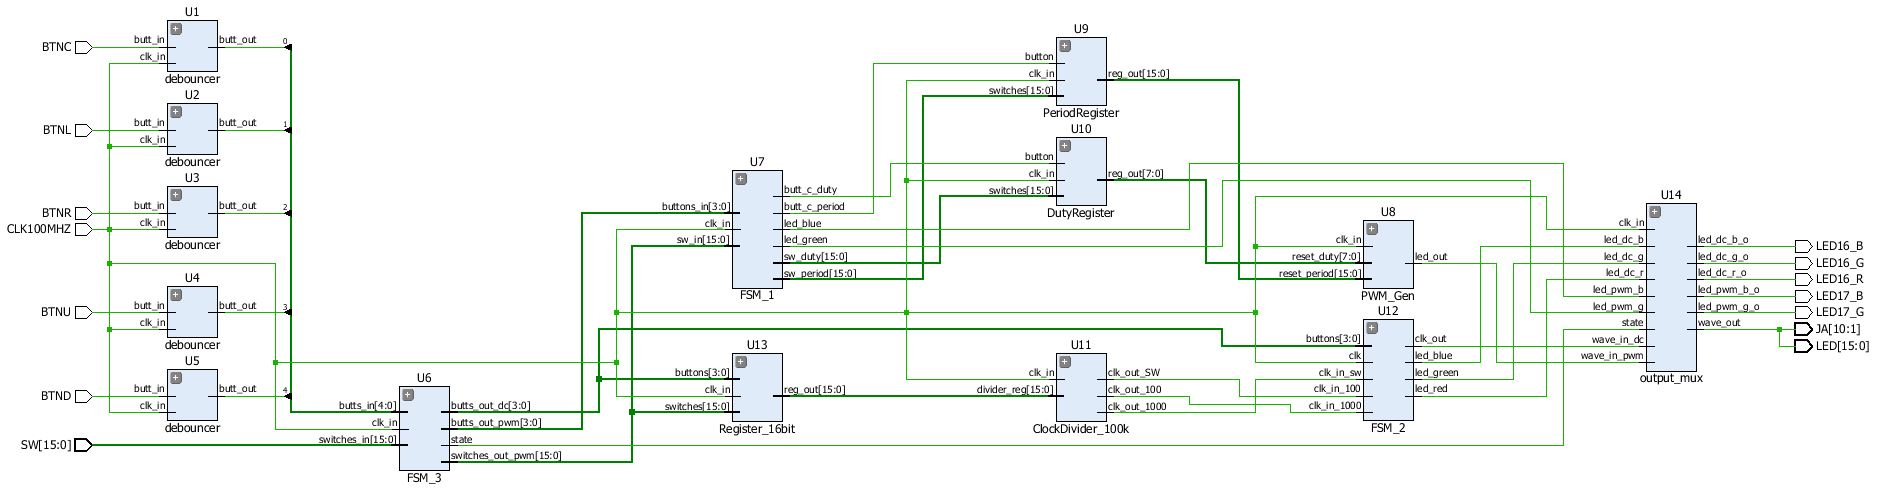 U1
BTNC
butt_in
clk_in
butt_out
0
debouncer
U2
BTNL
butt_in
clk_in
butt_out
1
debouncer
U3
BTNR
CLK100MHZ
butt_in
clk_in
butt_out
2
debouncer
U4
BTNU
butt_in
clk_in
butt_out
3
debouncer
U5
BTND
butt_in
clk_in
butt_out
4
debouncer
SW[15:0]
U6
butts_in[4:0]
clk_in
switches_in[15:0]
butts_out_dc[3:0]
butts_out_pwm[3:0]
state
switches_out_pwm[15:0]
FSM_3
U7
buttons_in[3:0]
clk_in
sw_in[15:0]
butt_c_duty
butt_c_period
led_blue
led_green
sw_duty[15:0]
sw_period[15:0]
FSM_1
U13
buttons[3:0]
clk_in
switches[15:0]
reg_out[15:0]
Register_16bit
U9
button
clk_in
switches[15:0]
reg_out[15:0]
PeriodRegister
U10
button
clk_in
switches[15:0]
reg_out[7:0]
DutyRegister
U11
clk_in
divider_reg[15:0]
clk_out_SW
clk_out_100
clk_out_1000
ClockDivider_100k
U8
clk_in
reset_duty[7:0]
reset_period[15:0]
led_out
PWM_Gen
U12
buttons[3:0]
clk
clk_in_sw
clk_in_100
clk_in_1000
clk_out
led_blue
led_green
led_red
FSM_2
U14
clk_in
led_dc_b
led_dc_g
led_dc_r
led_pwm_b
led_pwm_g
state
wave_in_dc
wave_in_pwm
led_dc_b_o
led_dc_g_o
led_dc_r_o
led_pwm_b_o
led_pwm_g_o
wave_out
output_mux
LED16_B
LED16_G
LED16_R
LED17_B
LED17_G
JA[10:1]
LED[15:0]